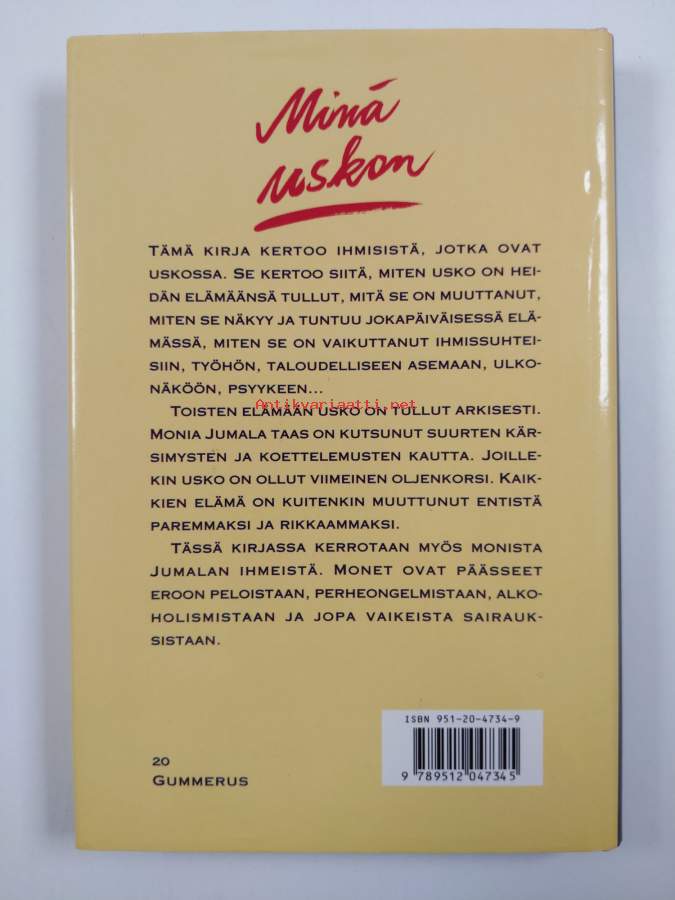 Minä
uskon
TÄMÄ KIRJA KERTOO IHMISISTÄ, JOTKA OVAT
USKOSSA. SE KERTOO SIITÄ, MITEN USKO ON HEI-
DÄN ELÄMÄÄNSÄ TULLUT, MITÄ SE ON MUUTTANUT,
MITEN SE NÄKYY JA TUNTUU JOKAPÄIVÄISESSÄ ELÄ-
MÄSSÄ, MITEN SE ON VAIKUTTANUT IHMISSUHTEI-
SIIN, TYÖHÖN, TALOUDELLISEEN ASEMAAN, ULKO-
NÄKÖÖN, PSYYKEEN...
Antikvariaatti.net
TOISTEN ELÄMÄÄN USKO ON TULLUT ARKISESTI.
MONIA JUMALA TAAS ON KUTSUNUT SUURTEN KÄR-
SIMYSTEN JA KOETTELEMUSTEN KAUTTA. JOILLE-
KIN USKO ON OLLUT VIIMEINEN OLJENKORSI. KAIK-
KIEN ELÄMÄ ON KUITENKIN MUUTTUNUT ENTISTÄ
PAREMMAKSI JA RIKKAAMMAKSI.
TÄSSÄ KIRJASSA KERROTAAN MYÖS MONISTA
JUMALAN IHMEISTÄ. MONET OVAT PÄÄSSEET
EROON PELOISTAAN, PERHEONGELMISTAAN, ALKO-
HOLISMISTAAN JA JOPA VAIKEISTA SAIRAUK-
SISTAAN.
ISBN 951-20-4734-9
9 789512 047345
20
GUMMERUS